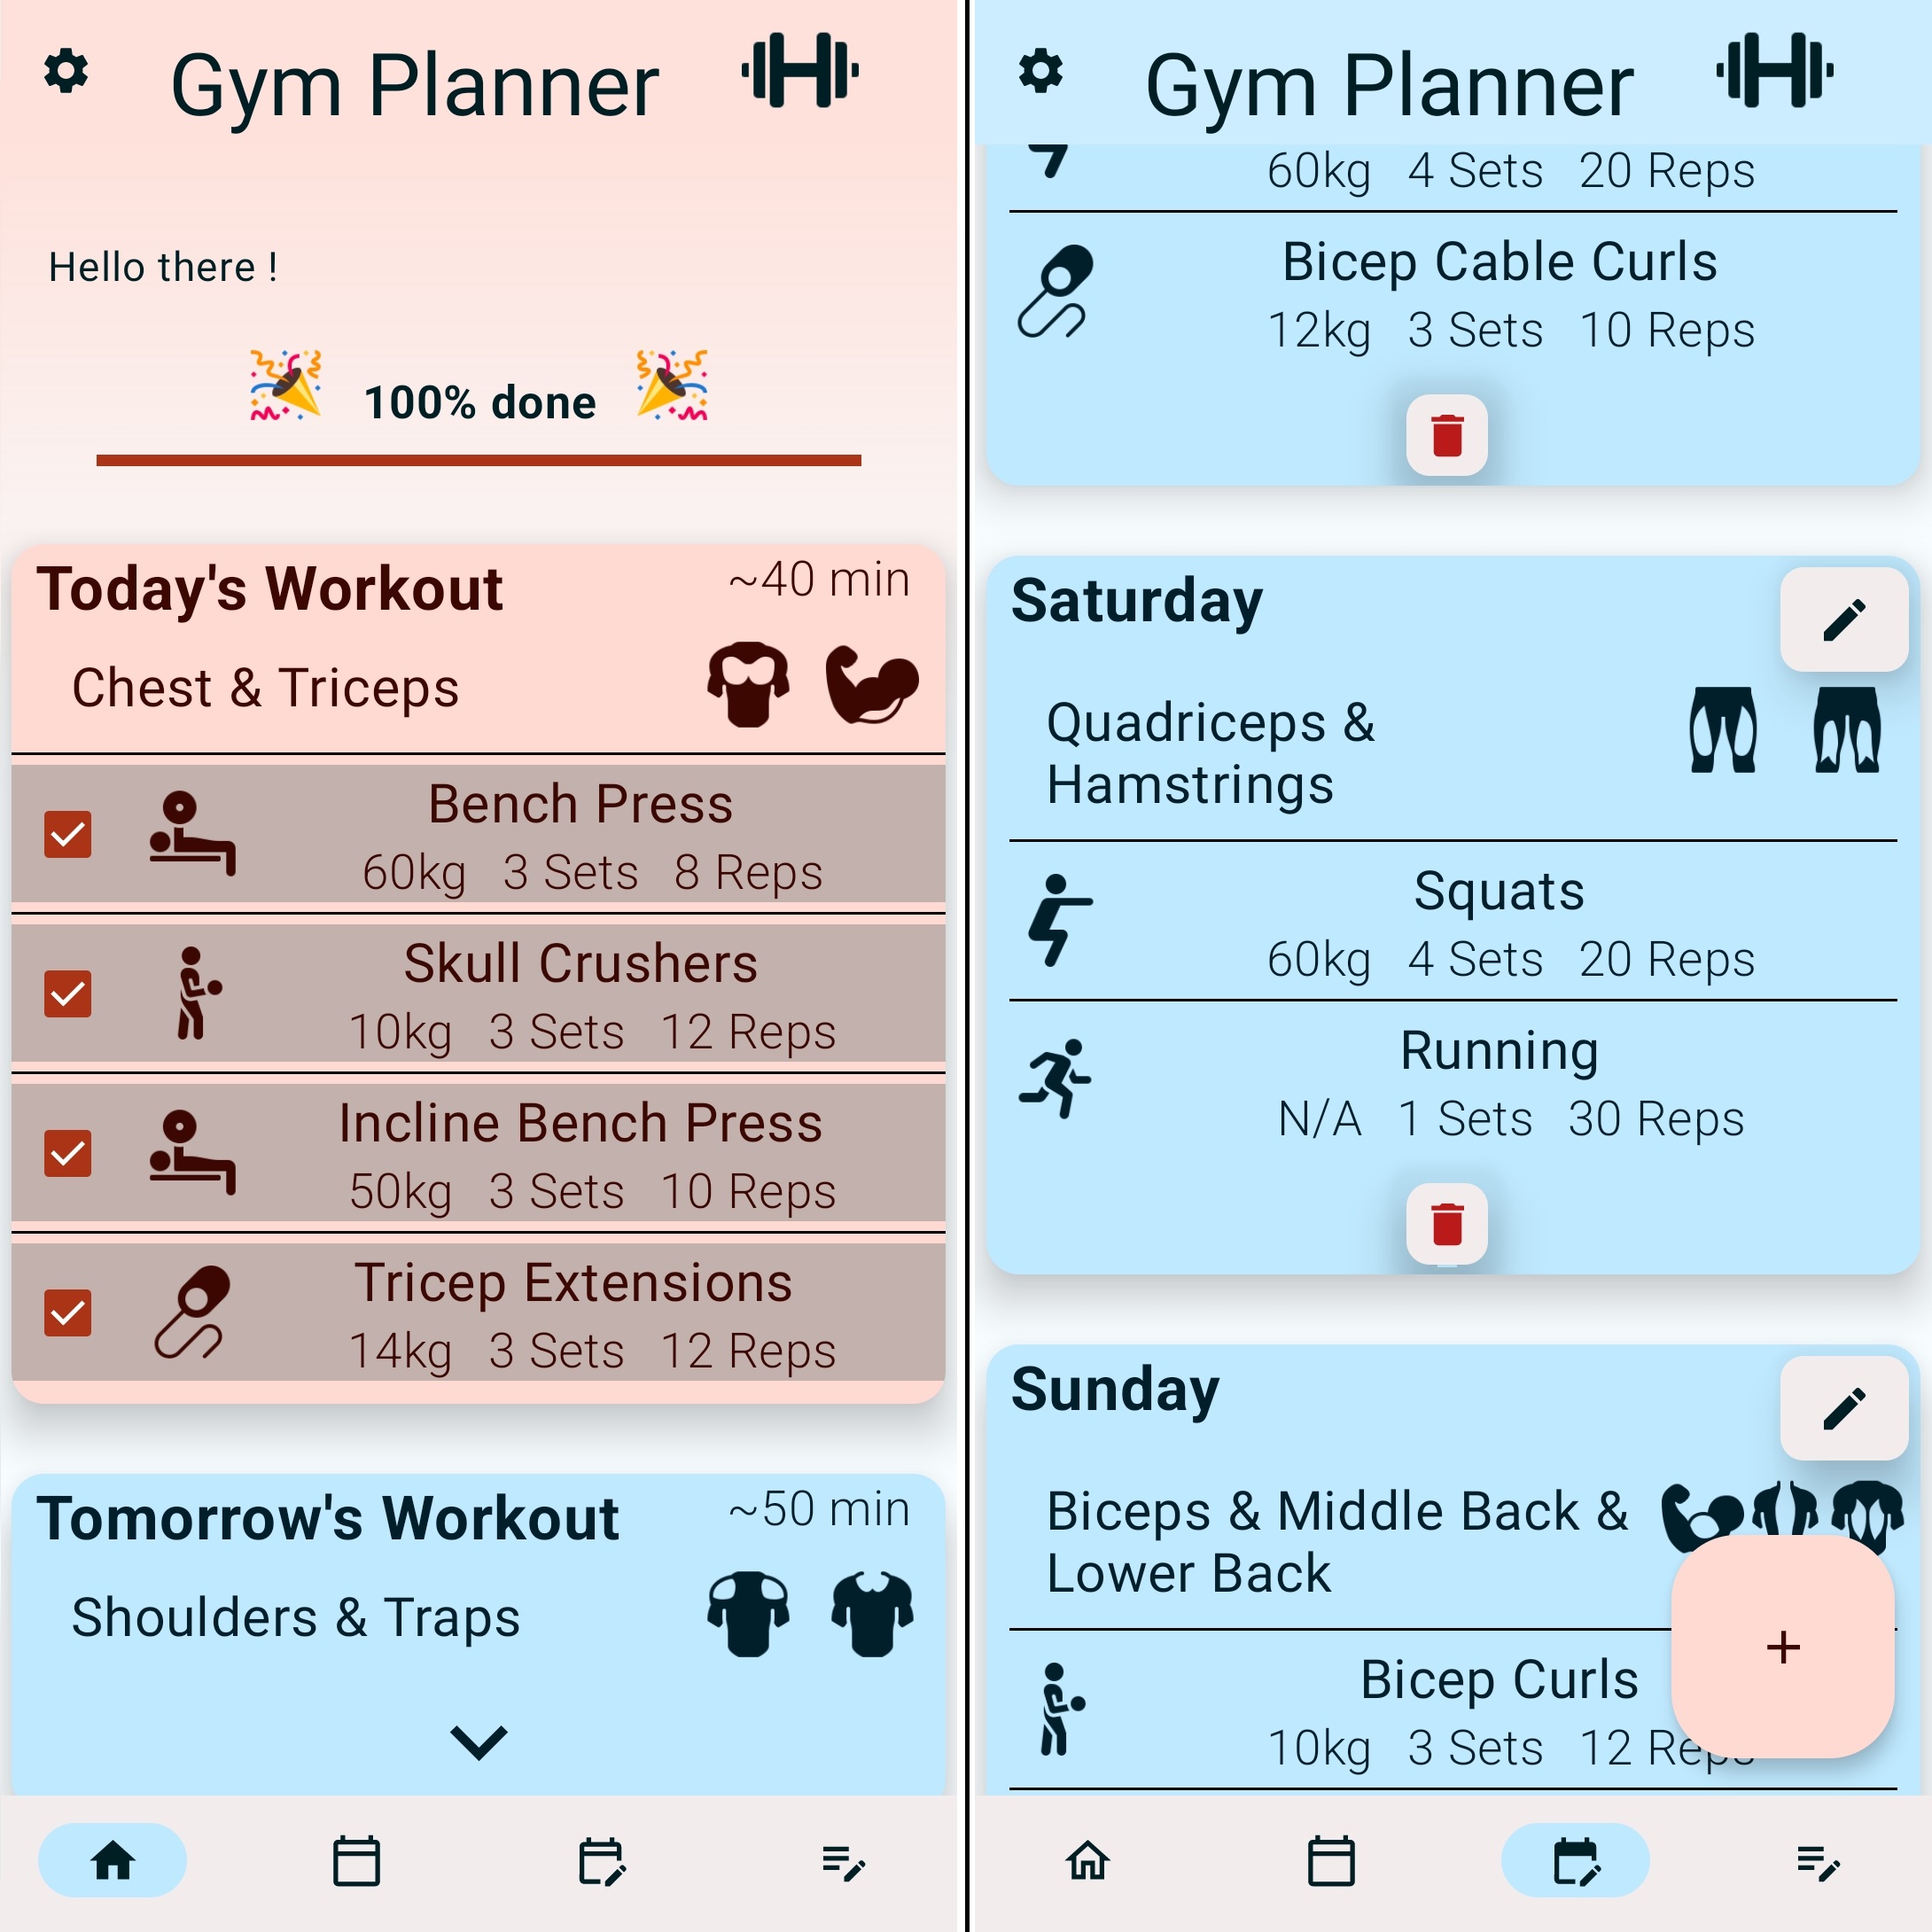 Gym Planner
Hello there !
100% done
Today's Workout
~40 min
Chest & Triceps
Bench Press
60kg 3 Sets 8 Reps
Skull Crushers
10kg 3 Sets 12 Reps
Incline Bench Press
50kg 3 Sets 10 Reps
Tricep Extensions
14kg 3 Sets 12 Reps
Tomorrow's Workout
~50 min
Shoulders & Traps
Gym Planner
60kg 4 Sets 20 Reps
Bicep Cable Curls
12kg 3 Sets 10 Reps
Saturday
Quadriceps &
Hamstrings
Squats
60kg 4 Sets 20 Reps
Running
N/A 1 Sets 30 Reps
Sunday
Biceps & Middle Back &
Lower Back
Bicep Curls
10kg 3 Sets 12 Reps
+